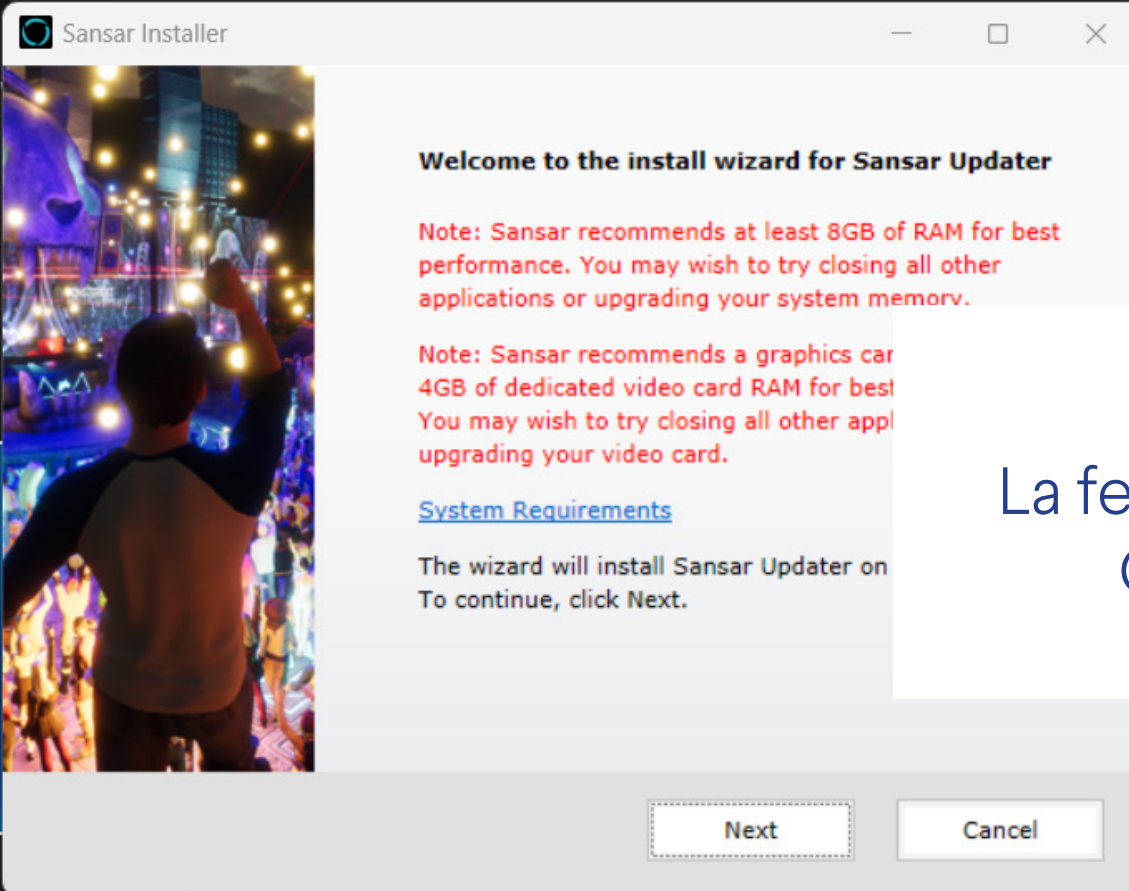 Sansar Installer
Welcome to the install wizard for Sansar Updater
Note: Sansar recommends at least 8GB of RAM for best
performance. You may wish to try closing all other
applications or upgrading your system memory.
Note: Sansar recommends a graphics
4GB of dedicated video card RAM for best
You may wish to try closing all other
upgrading your video card.
System Requirements
The wizard will install Sansar Updater on
To continue, click Next.
La
Next
Cancel